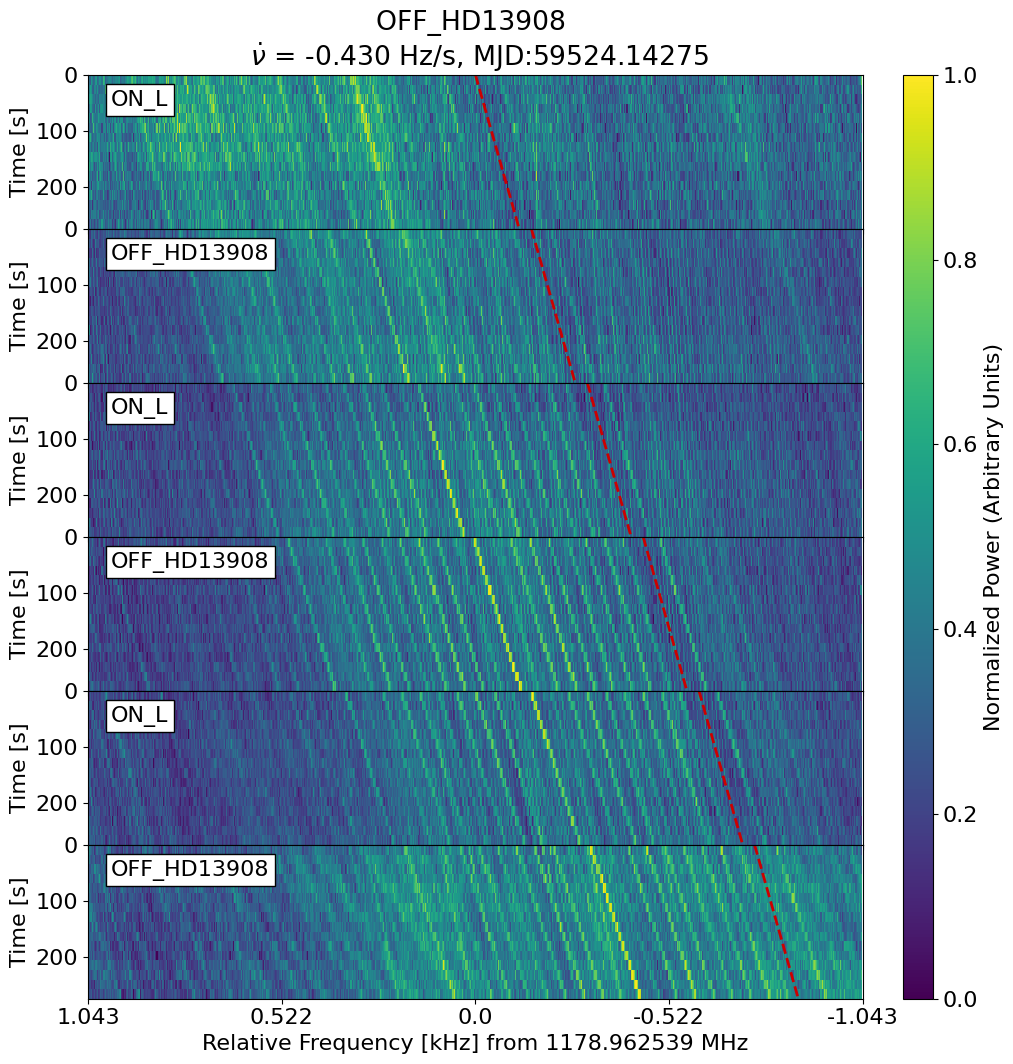 OFF_HD13908
ν̇ = -0.430 Hz/s, MJD:59524.14275
ON_L
OFF_HD13908
ON_L
OFF_HD13908
ON_L
OFF_HD13908
Time [s]
0
100
200
Time [s]
0
100
200
Time [s]
0
100
200
Time [s]
0
100
200
Time [s]
0
100
200
Time [s]
0
100
200
1.043
0.522
0.0
-0.522
-1.043
Relative Frequency [kHz] from 1178.962539 MHz
1.0
0.8
0.6
0.4
0.2
0.0
Normalized Power (Arbitrary Units)